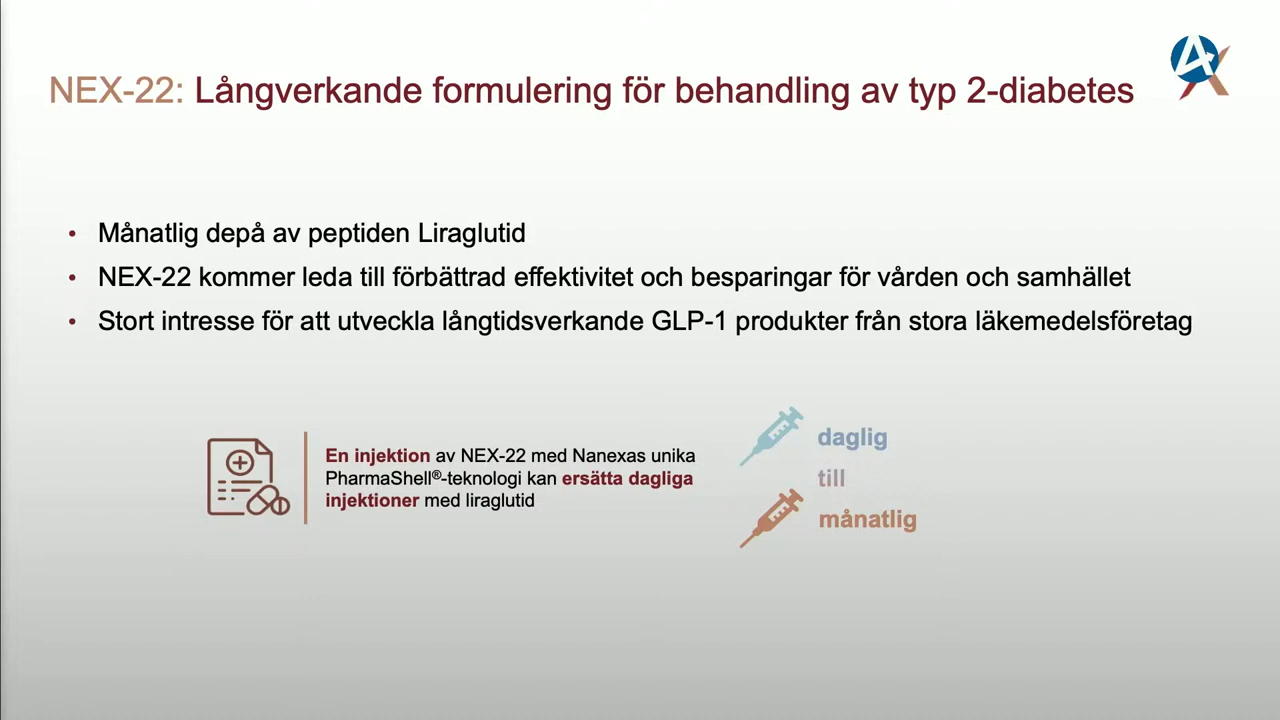 NEX-22: Långverkande formulering för behandling av typ 2-diabetes
• Månatlig depå av peptiden Liraglutid
• NEX-22 kommer leda till förbättrad effektivitet och besparingar för vården och samhället
• Stort intresse för att utveckla långtidsverkande GLP-1 produkter från stora läkemedelsföretag
En injektion av NEX-22 med Nanexas unika
PharmaShell®-teknologi kan ersätta dagliga
injektioner med liraglutid
daglig
till
månatlig